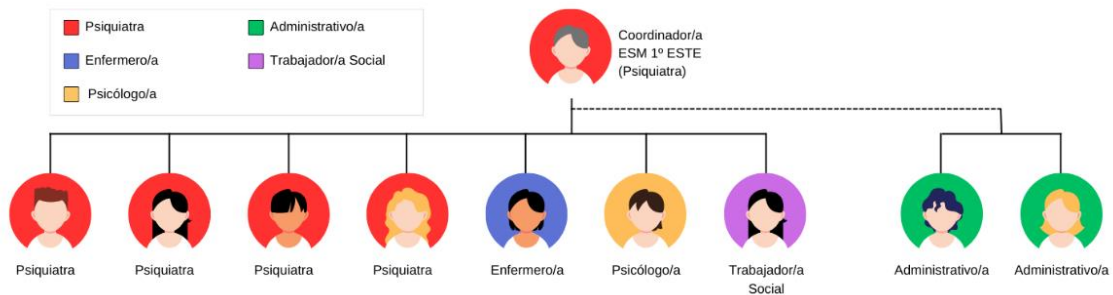 Psiquiatra
Administrativo/a
Enfermero/a
Trabajador/a Social
Psicólogo/a
Coordinador/a
ESM 1º ESTE
(Psiquiatra)
Psiquiatra
Psiquiatra
Psiquiatra
Psiquiatra
Enfermero/a
Psicólogo/a
Trabajador/a
Social
Administrativo/a
Administrativo/a